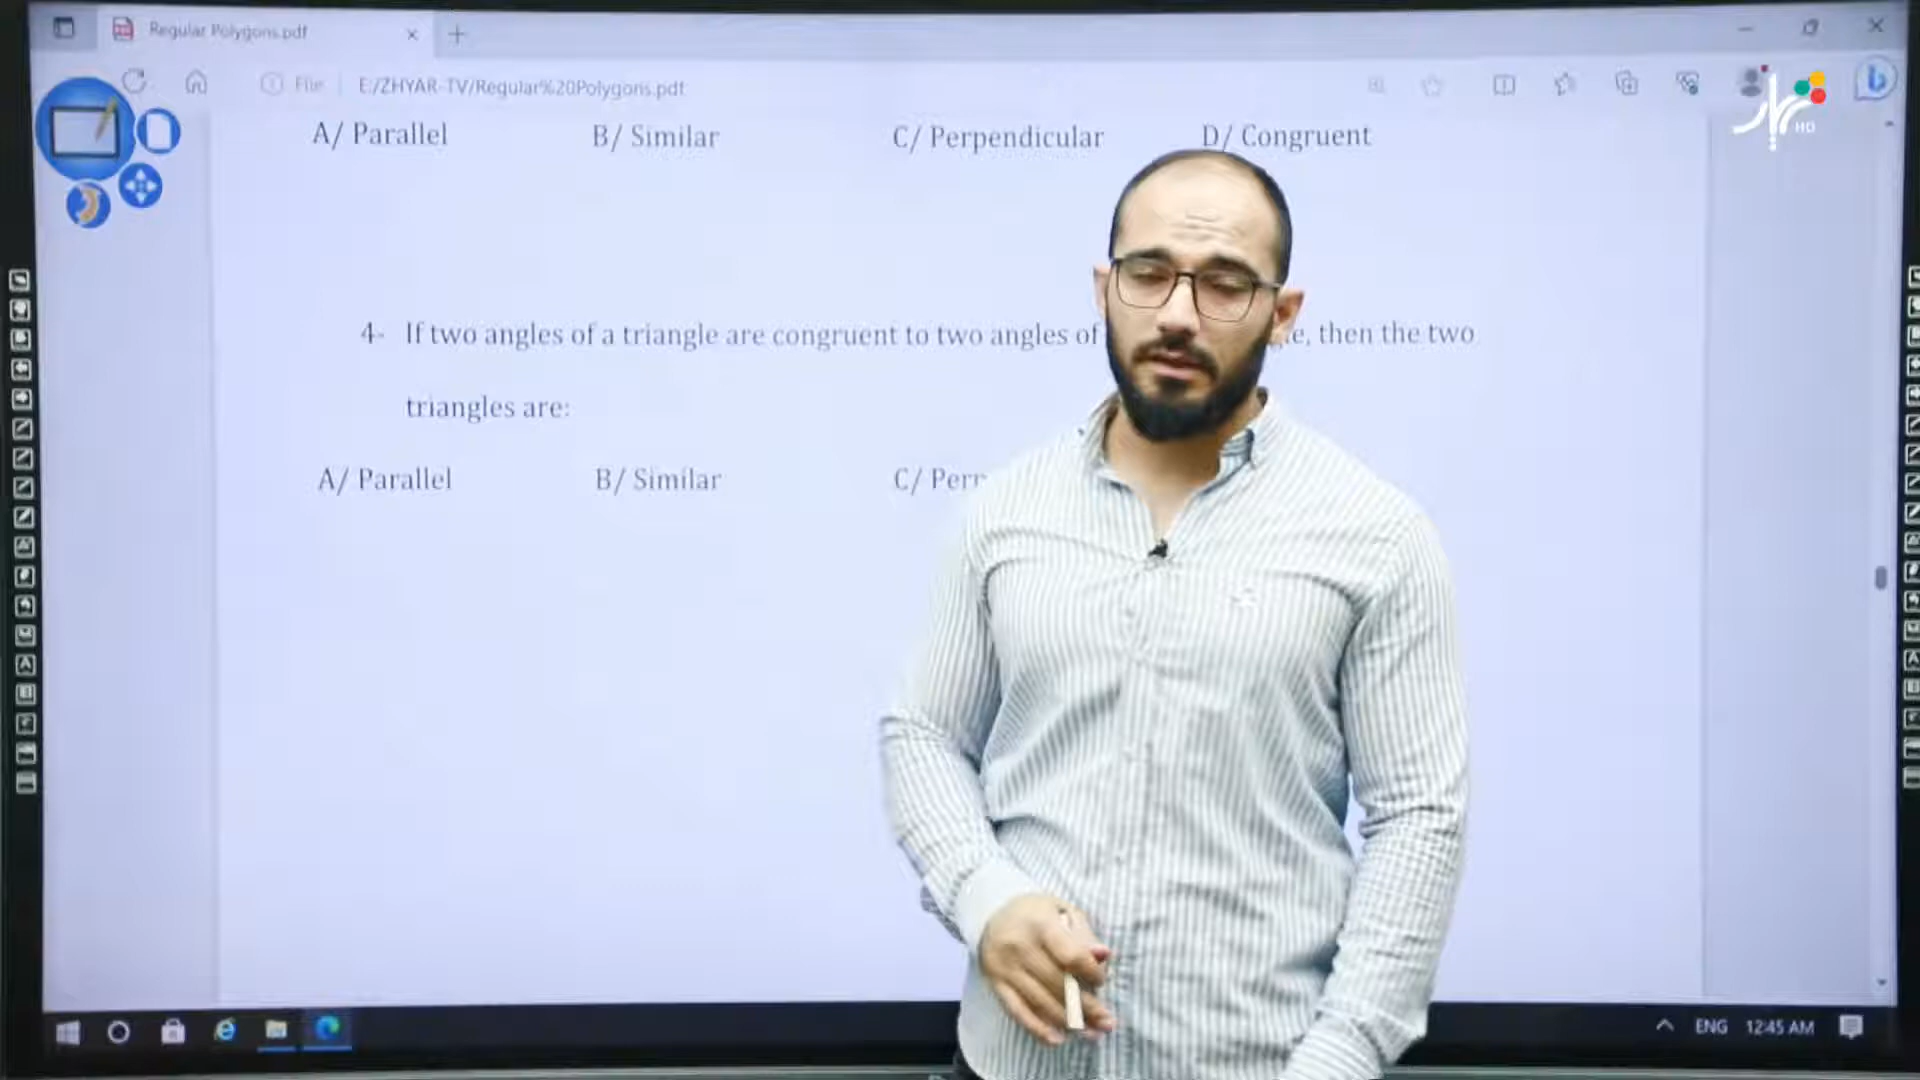 Regular Polygons.pdf
File E:/ZHYAR-TV/Regular%20Polygons.pdf
HD
A/ Parallel B/ Similar C/ Perpendicular D/ Congruent
4- If two angles of a triangle are congruent to two angles of e, then the two
triangles are:
A/ Parallel B/ Similar C/ Perp
ENG 12:45 AM